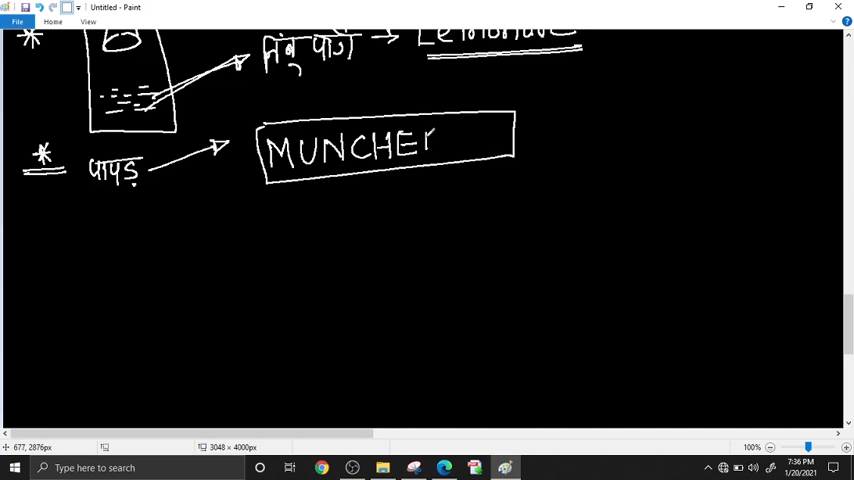 Untitled - Paint
File Home View
* निंबू पाणी → Lemonade
* पापड़ → MUNCHER
677, 2876px 3048 × 4000px 100%
Type here to search
7:36 PM
1/20/2021